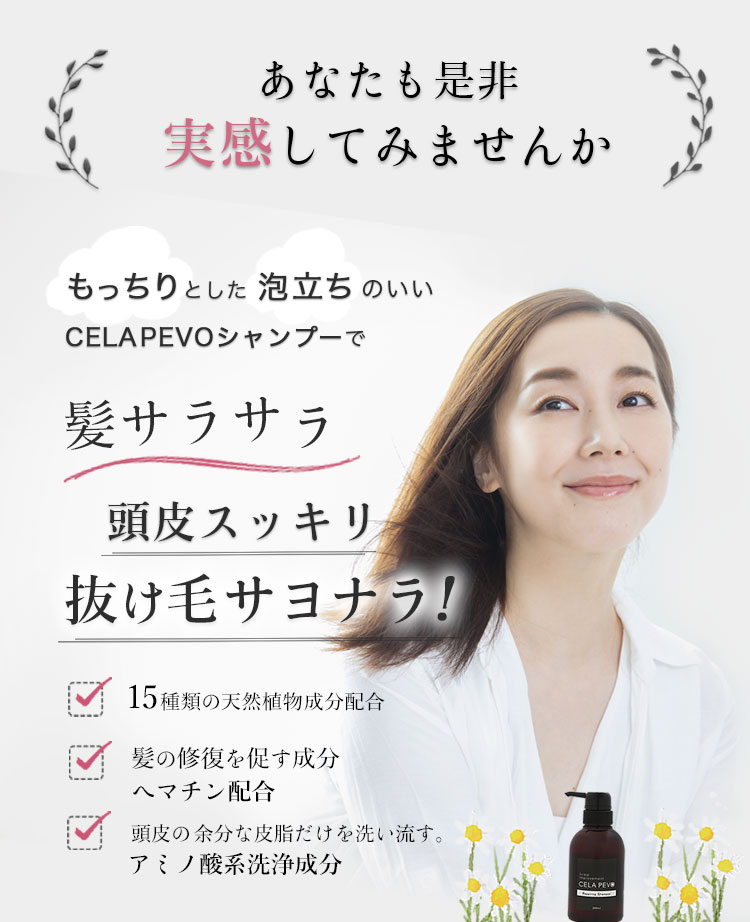 あなたも是非
実感してみませんか
もっちりとした 泡立ち のいい
CELAPEVOシャンプーで
髪サラサラ
頭皮スッキリ
抜け毛サヨナラ!
15種類の天然植物成分配合
髪の修復を促す成分
ヘマチン配合
頭皮の余分な皮脂だけを洗い流す。
アミノ酸系洗浄成分
CELA PEVO